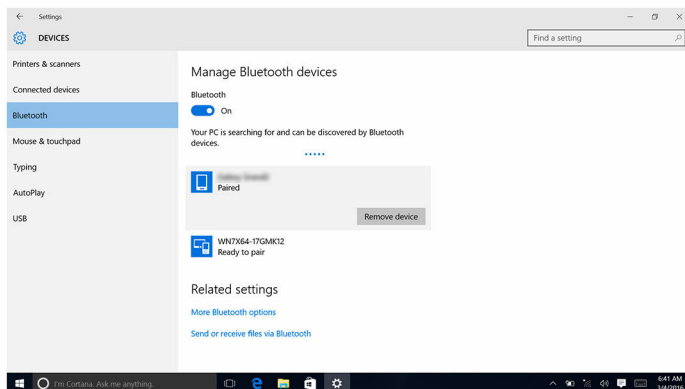 Settings
DEVICES
Find a setting
Printers & scanners
Connected devices
Bluetooth
Mouse & touchpad
Typing
AutoPlay
USB
Manage Bluetooth devices
Bluetooth
On
Your PC is searching for and can be discovered by Bluetooth
devices.
Paired
Remove device
WN7X64-17GMK12
Ready to pair
Related settings
More Bluetooth options
Send or receive files via Bluetooth
I'm Cortana. Ask me anything.
6:41 AM
3/4/2016